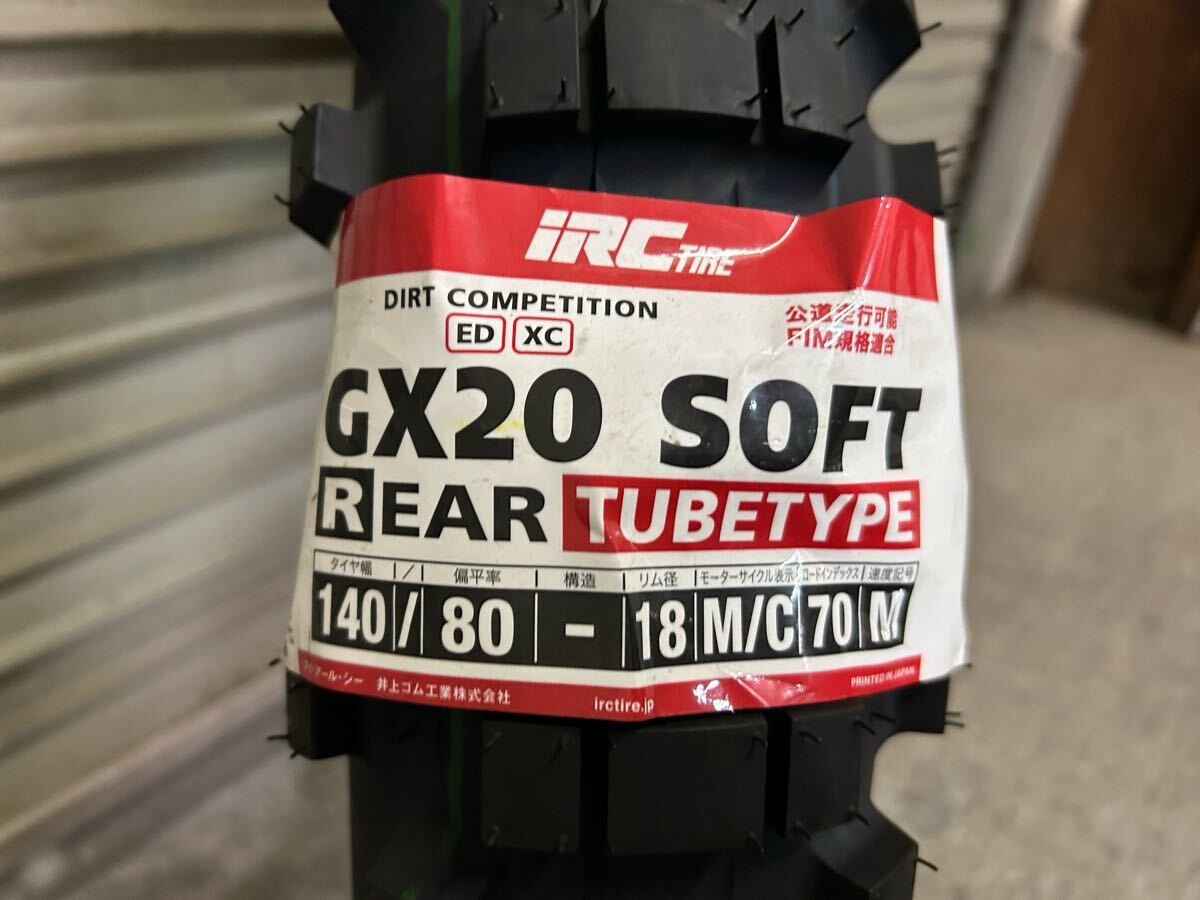 iRC TIRE
DIRT COMPETITION
ED XC
公道走行可能
FIM規格適合
GX20 SOFT
REAR TUBETYPE
タイヤ幅 / 偏平率 構造 リム径 モーターサイクル表示 ロードインデックス 速度記号
140 / 80 - 18 M/C 70 M
アイ・アール・シー 井上ゴム工業株式会社 irctire.jp PRINTED IN JAPAN